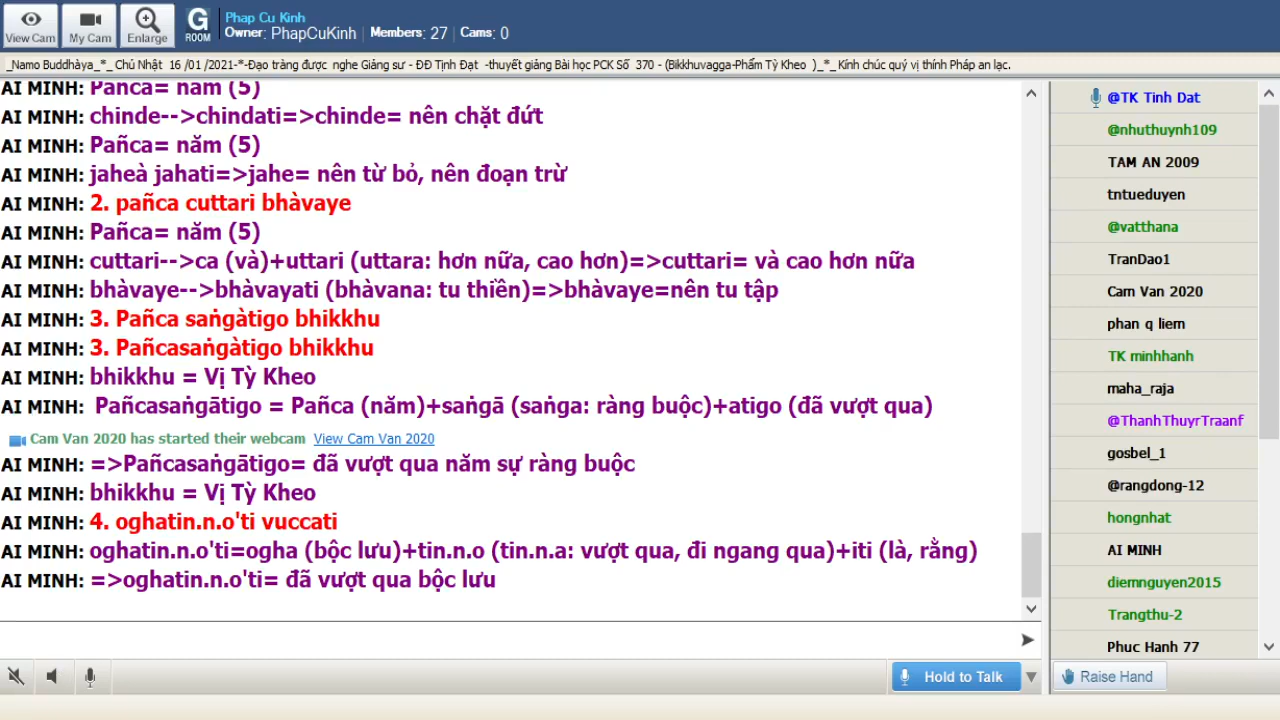 View Cam
My Cam
Enlarge
G
ROOM
Phap Cu Kinh
Owner: PhapCuKinh | Members: 27 | Cams: 0
_Namo Buddhàya_*_ Chủ Nhật 16 /01 /2021-*-Đạo tràng được nghe Giảng sư - ĐĐ Tịnh Đạt -thuyết giảng Bài học PCK Số 370 - (Bikkhuvagga-Phẩm Tỳ Kheo )_*_ Kính chúc quý vị thính Pháp an lạc.
AI MINH: Pañca= năm (5)
AI MINH: chinde-->chindati=>chinde= nên chặt đứt
AI MINH: Pañca= năm (5)
AI MINH: jaheà jahati=>jahe= nên từ bỏ, nên đoạn trừ
AI MINH: 2. pañca cuttari bhàvaye
AI MINH: Pañca= năm (5)
AI MINH: cuttari-->ca (và)+uttari (uttara: hơn nữa, cao hơn)=>cuttari= và cao hơn nữa
AI MINH: bhàvaye-->bhàvayati (bhàvana: tu thiền)=>bhàvaye=nên tu tập
AI MINH: 3. Pañca saṅgàtigo bhikkhu
AI MINH: 3. Pañcasaṅgàtigo bhikkhu
AI MINH: bhikkhu = Vị Tỳ Kheo
AI MINH: Pañcasaṅgātigo = Pañca (năm)+saṅgā (saṅga: ràng buộc)+atigo (đã vượt qua)
Cam Van 2020 has started their webcam View Cam Van 2020
AI MINH: =>Pañcasaṅgātigo= đã vượt qua năm sự ràng buộc
AI MINH: bhikkhu = Vị Tỳ Kheo
AI MINH: 4. oghatin.n.o'ti vuccati
AI MINH: oghatin.n.o'ti=ogha (bộc lưu)+tin.n.o (tin.n.a: vượt qua, đi ngang qua)+iti (là, rằng)
AI MINH: =>oghatin.n.o'ti= đã vượt qua bộc lưu
Hold to Talk
@TK Tinh Dat
@nhuthuynh109
TAM AN 2009
tntueduyen
@vatthana
TranDao1
Cam Van 2020
phan q liem
TK minhhanh
maha_raja
@ThanhThuyrTraanf
gosbel_1
@rangdong-12
hongnhat
AI MINH
diemnguyen2015
Trangthu-2
Phuc Hanh 77
Raise Hand